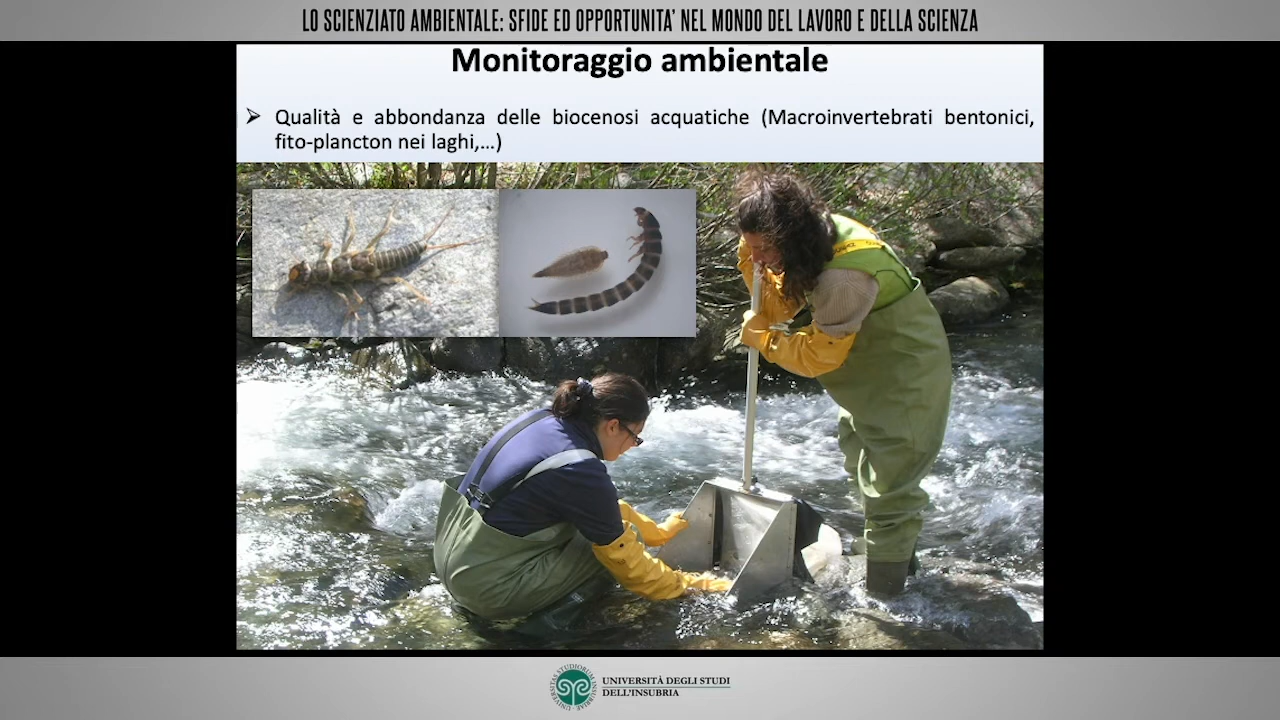 LO SCIENZIATO AMBIENTALE: SFIDE ED OPPORTUNITA' NEL MONDO DEL LAVORO E DELLA SCIENZA
Monitoraggio ambientale
➢ Qualità e abbondanza delle biocenosi acquatiche (Macroinvertebrati bentonici,
fito-plancton nei laghi,...)
UNIVERSITÀ DEGLI STUDI
DELL'INSUBRIA